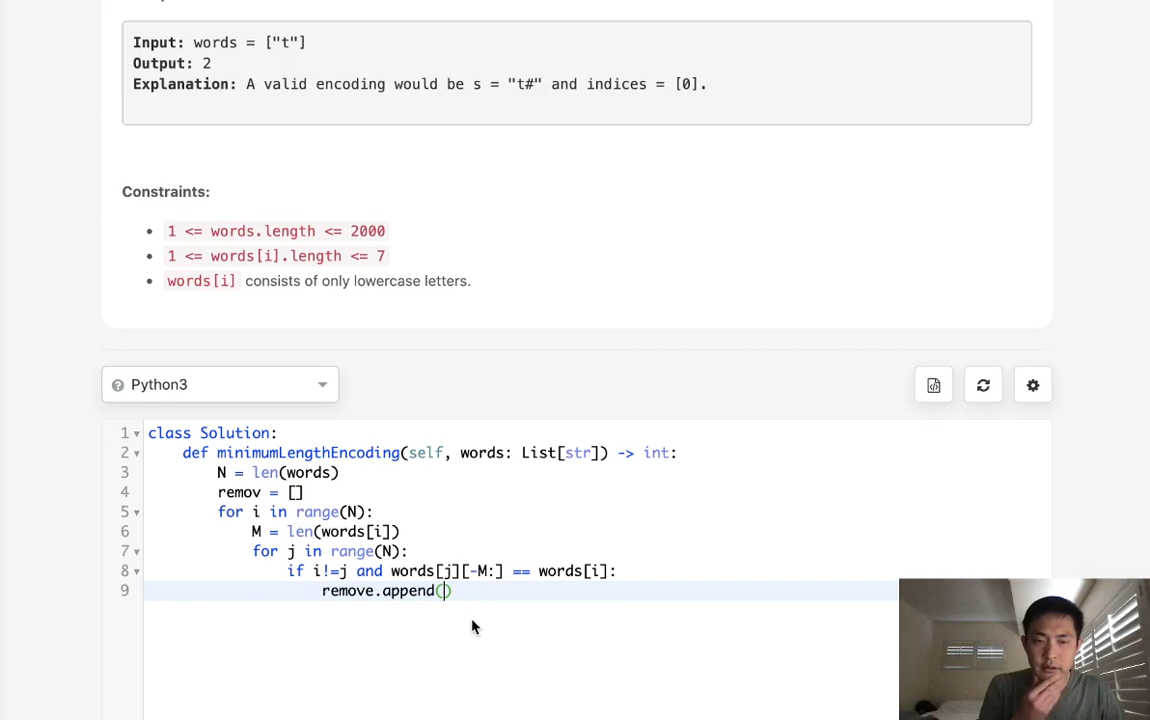 Input: words = ["t"]
Output: 2
Explanation: A valid encoding would be s = "t#" and indices = [0].
Constraints:
1 <= words.length <= 2000
1 <= words[i].length <= 7
words[i] consists of only lowercase letters.
Python3
1 class Solution:
2 def minimumLengthEncoding(self, words: List[str]) -> int:
3 N = len(words)
4 remov = []
5 for i in range(N):
6 M = len(words[i])
7 for j in range(N):
8 if i!=j and words[j][-M:] == words[i]:
9 remove.append()